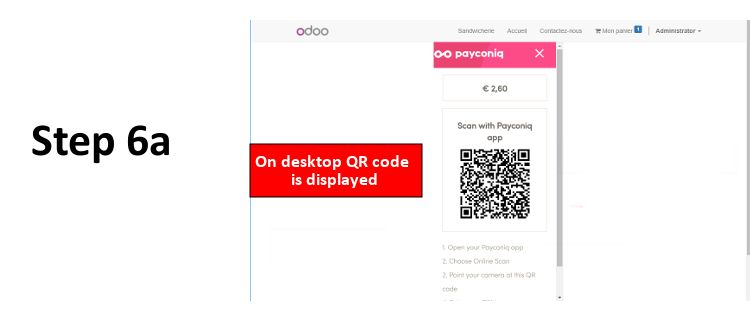 odoo
Sandwicherie Accueil Contactez-nous Mon panier 1 Administrator
payconiq
€ 2,60
Step 6a
Scan with Payconiq
app
On desktop QR code
is displayed
1. Open your Payconiq app
2. Choose Online Scan
3. Point your camera at this QR
code